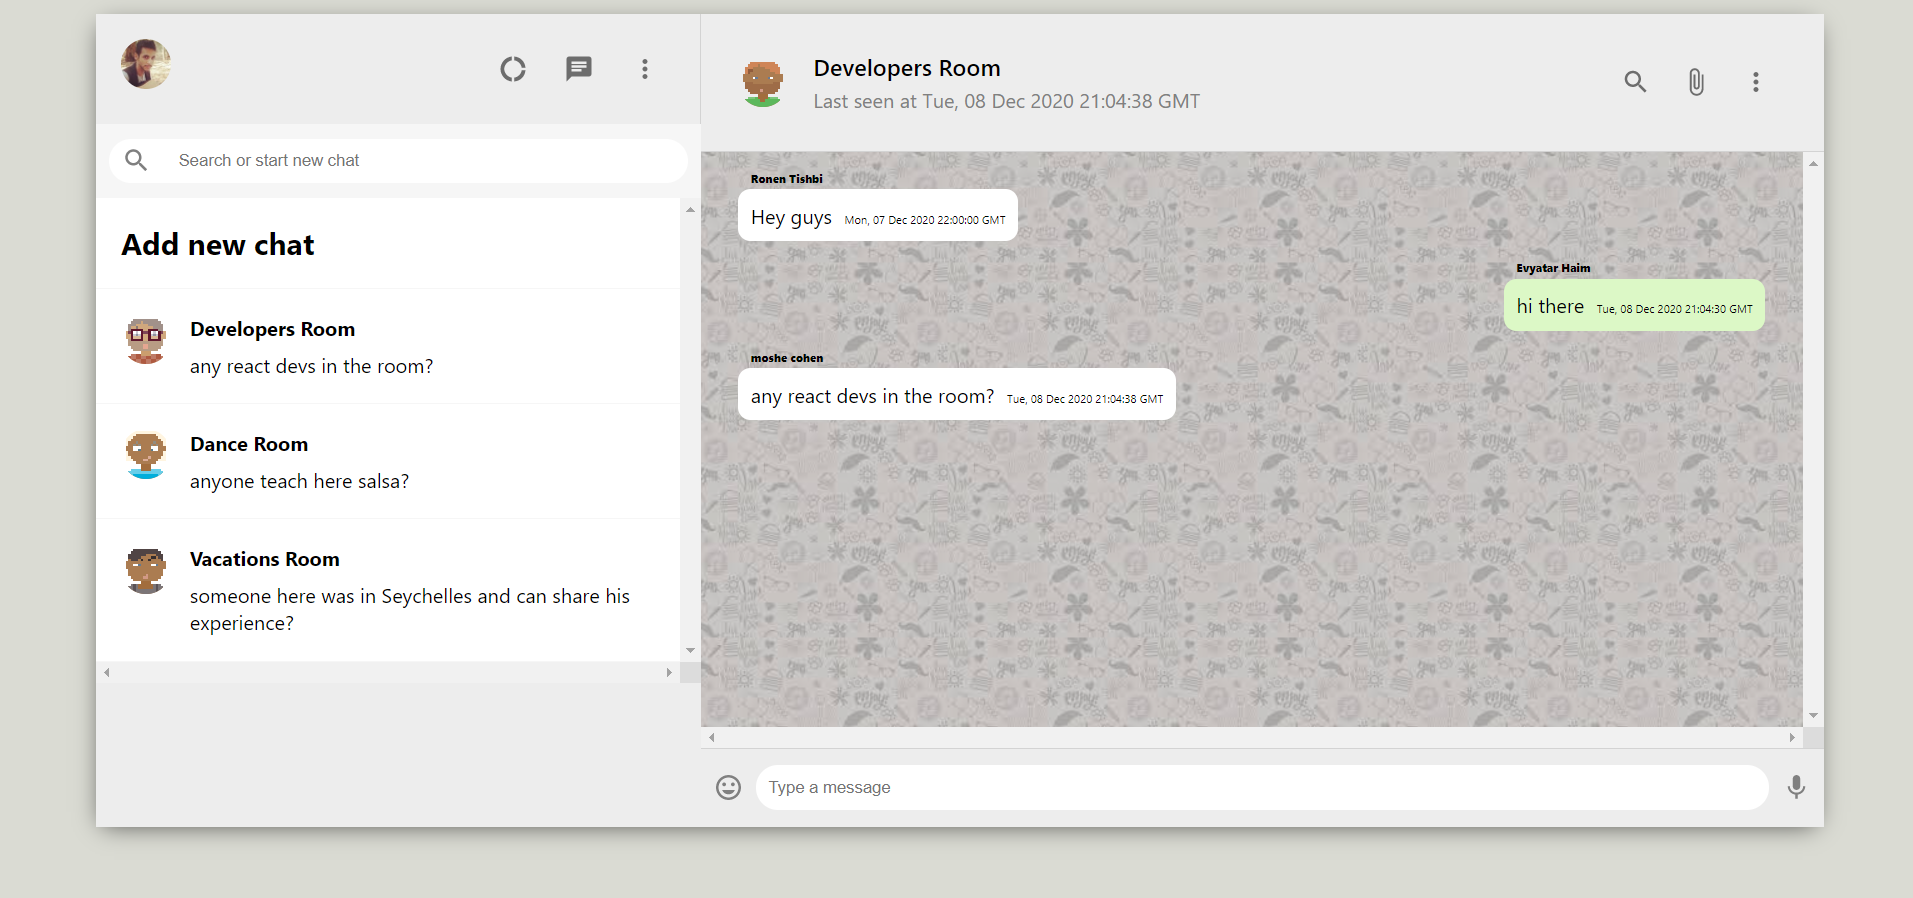 Search or start new chat
Add new chat
Developers Room
any react devs in the room?
Dance Room
anyone teach here salsa?
Vacations Room
someone here was in Seychelles and can share his
experience?
Developers Room
Last seen at Tue, 08 Dec 2020 21:04:38 GMT
Ronen Tishbi
Hey guys Mon, 07 Dec 2020 22:00:00 GMT
Evyatar Haim
hi there Tue, 08 Dec 2020 21:04:30 GMT
moshe cohen
any react devs in the room? Tue, 08 Dec 2020 21:04:38 GMT
Type a message